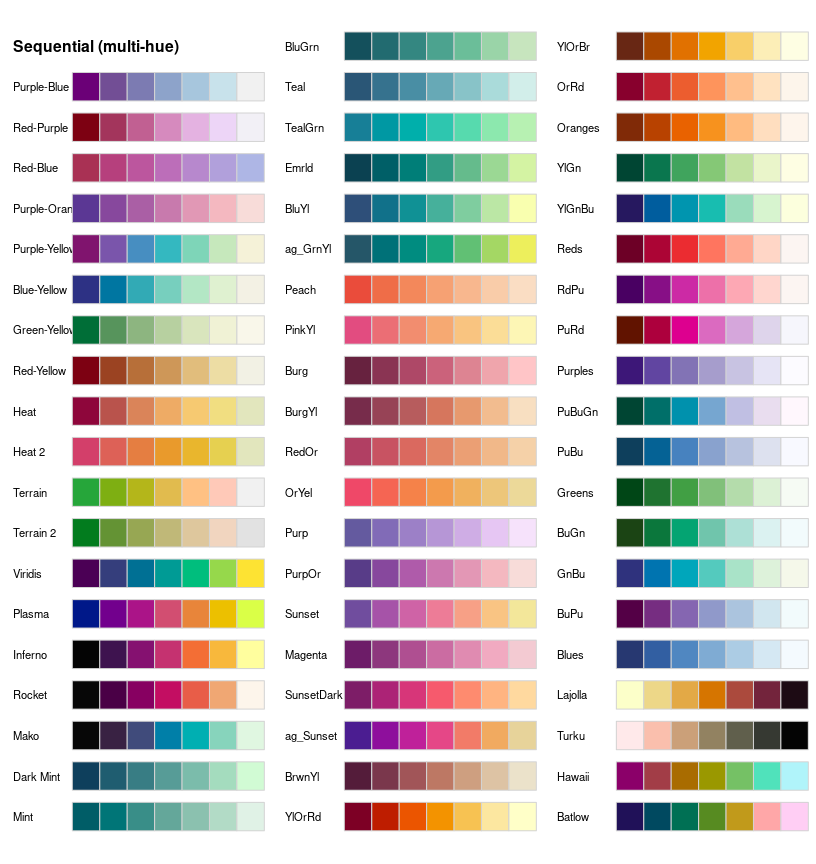 Sequential (multi-hue)
Purple-Blue
Red-Purple
Red-Blue
Purple-Oran
Purple-Yellow
Blue-Yellow
Green-Yellow
Red-Yellow
Heat
Heat 2
Terrain
Terrain 2
Viridis
Plasma
Inferno
Rocket
Mako
Dark Mint
Mint
BluGrn
Teal
TealGrn
Emrld
BluYl
ag_GrnYl
Peach
PinkYl
Burg
BurgYl
RedOr
OrYel
Purp
PurpOr
Sunset
Magenta
SunsetDark
ag_Sunset
BrwnYl
YlOrRd
YlOrBr
OrRd
Oranges
YlGn
YlGnBu
Reds
RdPu
PuRd
Purples
PuBuGn
PuBu
Greens
BuGn
GnBu
BuPu
Blues
Lajolla
Turku
Hawaii
Batlow